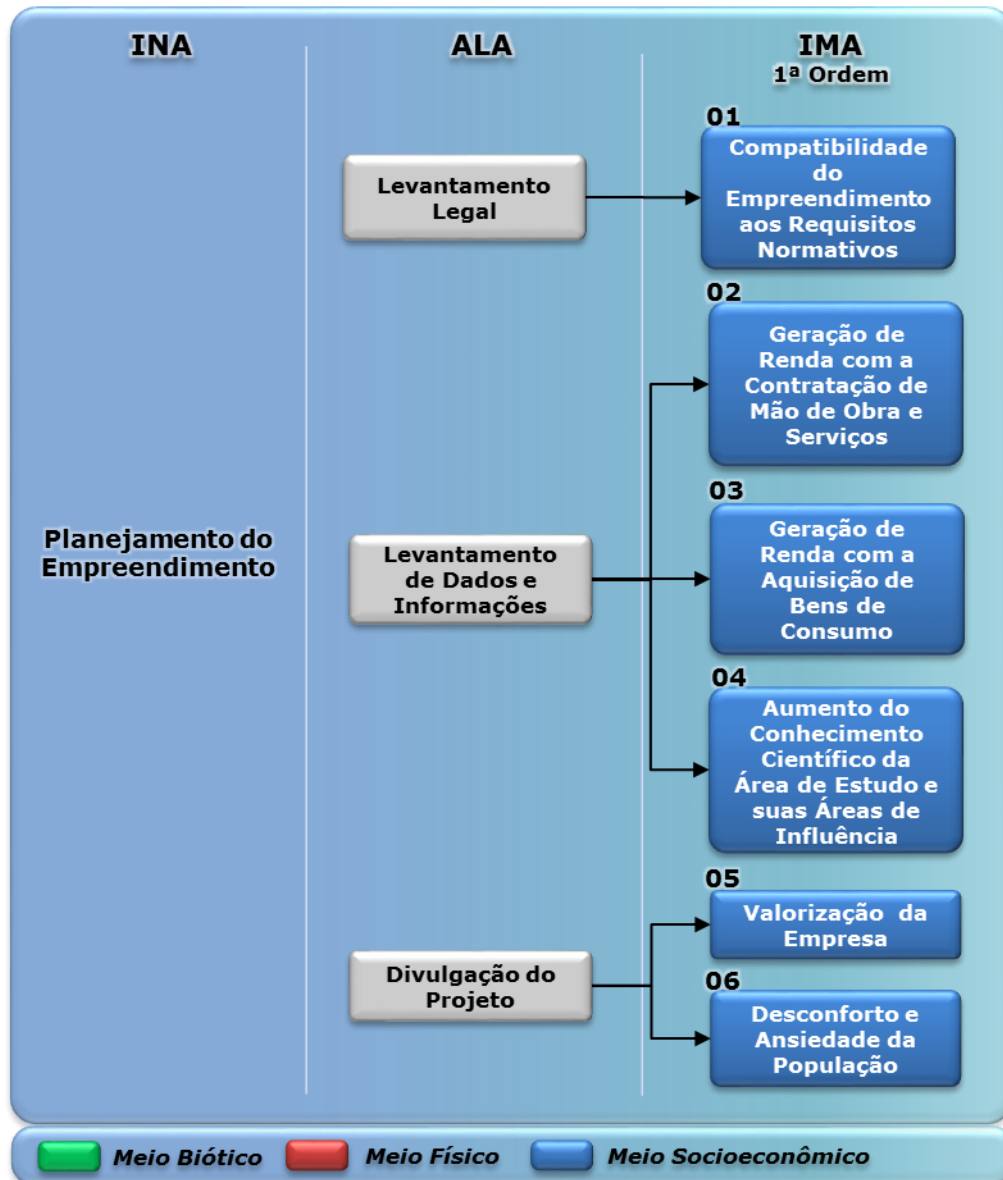 INA
ALA
IMA
1ª Ordem
Planejamento do
Empreendimento
Levantamento
Legal
01
Compatibilidade
do
Empreendimento
aos Requisitos
Normativos
Levantamento
de Dados e
Informações
02
Geração de
Renda com a
Contratação de
Mão de Obra e
Serviços
03
Geração de
Renda com a
Aquisição de
Bens de
Consumo
04
Aumento do
Conhecimento
Científico da
Área de Estudo e
suas Áreas de
Influência
Divulgação do
Projeto
05
Valorização da
Empresa
06
Desconforto e
Ansiedade da
População
Meio Biótico
Meio Físico
Meio Socioeconômico